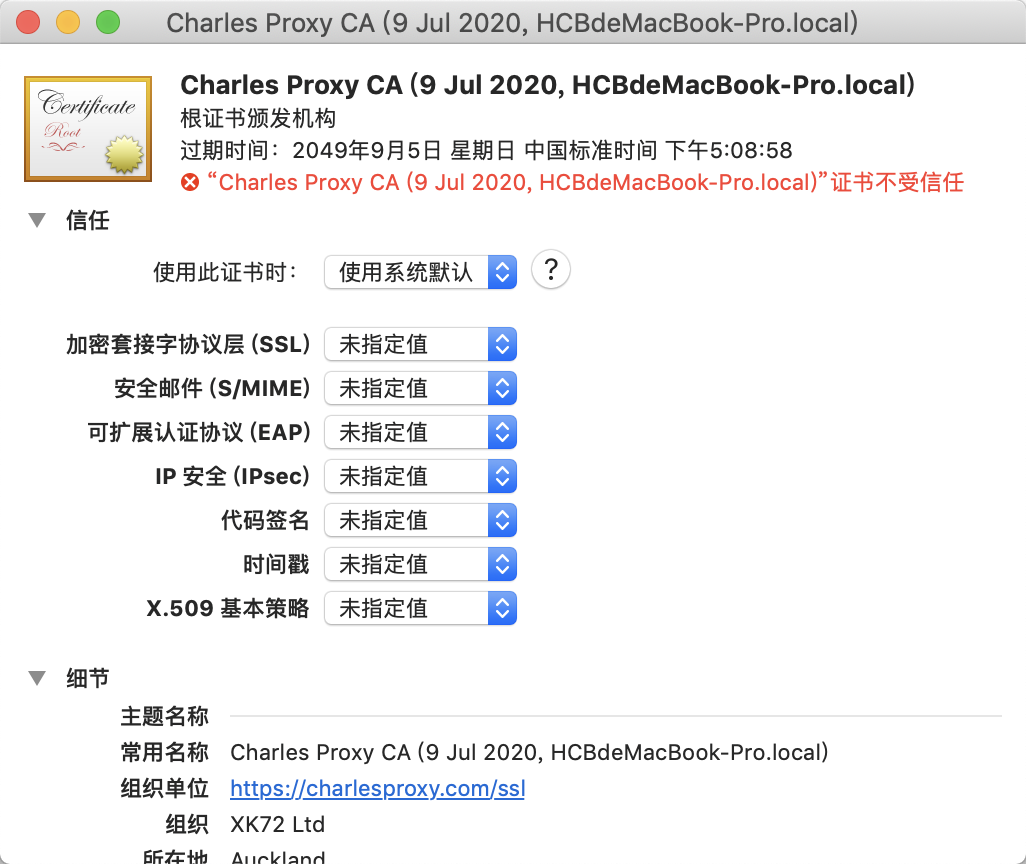 Charles Proxy CA (9 Jul 2020, HCBdeMacBook-Pro.local)
Certificate
Root
Charles Proxy CA (9 Jul 2020, HCBdeMacBook-Pro.local)
根证书颁发机构
过期时间：2049年9月5日 星期日 中国标准时间 下午5:08:58
“Charles Proxy CA (9 Jul 2020, HCBdeMacBook-Pro.local)”证书不受信任
信任
使用此证书时： 使用系统默认 ?
加密套接字协议层 (SSL) 未指定值
安全邮件 (S/MIME) 未指定值
可扩展认证协议 (EAP) 未指定值
IP 安全 (IPsec) 未指定值
代码签名 未指定值
时间戳 未指定值
X.509 基本策略 未指定值
细节
主题名称
常用名称 Charles Proxy CA (9 Jul 2020, HCBdeMacBook-Pro.local)
组织单位 https://charlesproxy.com/ssl
组织 XK72 Ltd
所在地 Auckland